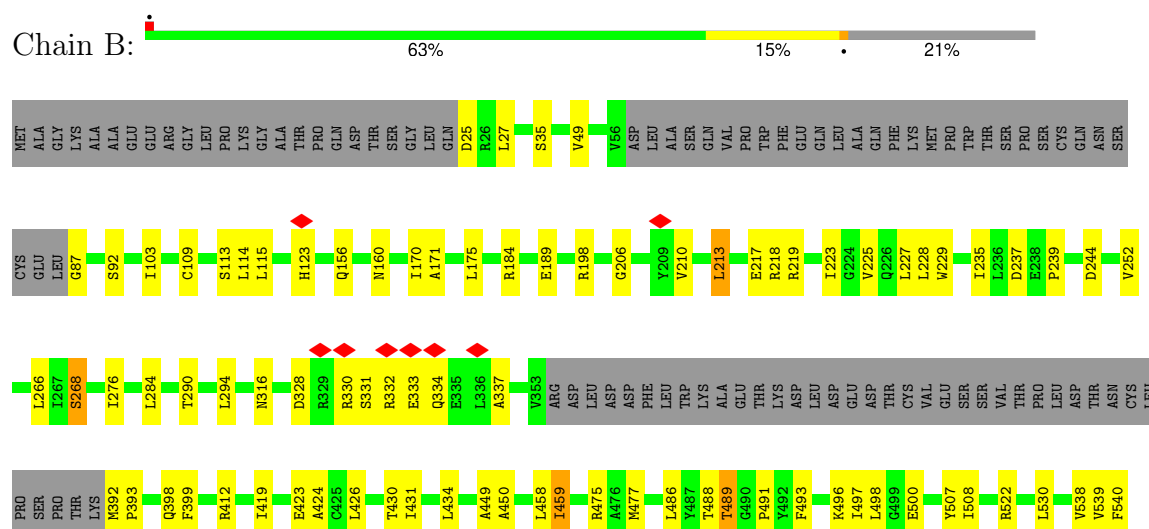 Chain B:
63% 15% • 21%
MET ALA GLY LYS ALA ALA GLU GLU ARG GLY LEU PRO LYS GLY ALA THR PRO GLN ASP THR SER GLY LEU GLN D25 R26 L27 S35 V49 V56 ASP LEU ALA SER GLN VAL PRO TRP PHE GLU GLN LEU ALA GLN PHE LYS MET PRO TRP THR SER PRO SER CYS GLN ASN SER
CYS GLU LEU G87 S92 I103 C109 S113 L114 L115 H123 Q156 N160 I170 A171 L175 R184 E189 R198 G206 Y209 V210 L213 E217 R218 R219 I223 G224 V225 Q226 L227 L228 W229 I235 L236 D237 E238 P239 D244 V252
L266 I267 S268 I276 L284 T290 L294 N316 D328 R329 R330 S331 R332 E333 Q334 E335 L336 A337 V353 ARG ASP LEU ASP ASP PHE LEU TRP LYS ALA GLU THR LYS ASP LEU ASP GLU ASP THR CYS VAL GLU SER SER VAL THR PRO LEU ASP THR ASN CYS LEU
PRO SER PRO THR LYS M392 P393 Q398 F399 R412 I419 E423 A424 C425 L426 T430 I431 L434 A449 A450 L458 I459 R475 A476 M477 L486 Y487 T488 T489 G490 P491 Y492 F493 K496 I497 L498 G499 E500 Y507 I508 R522 L530 V538 V539 F540